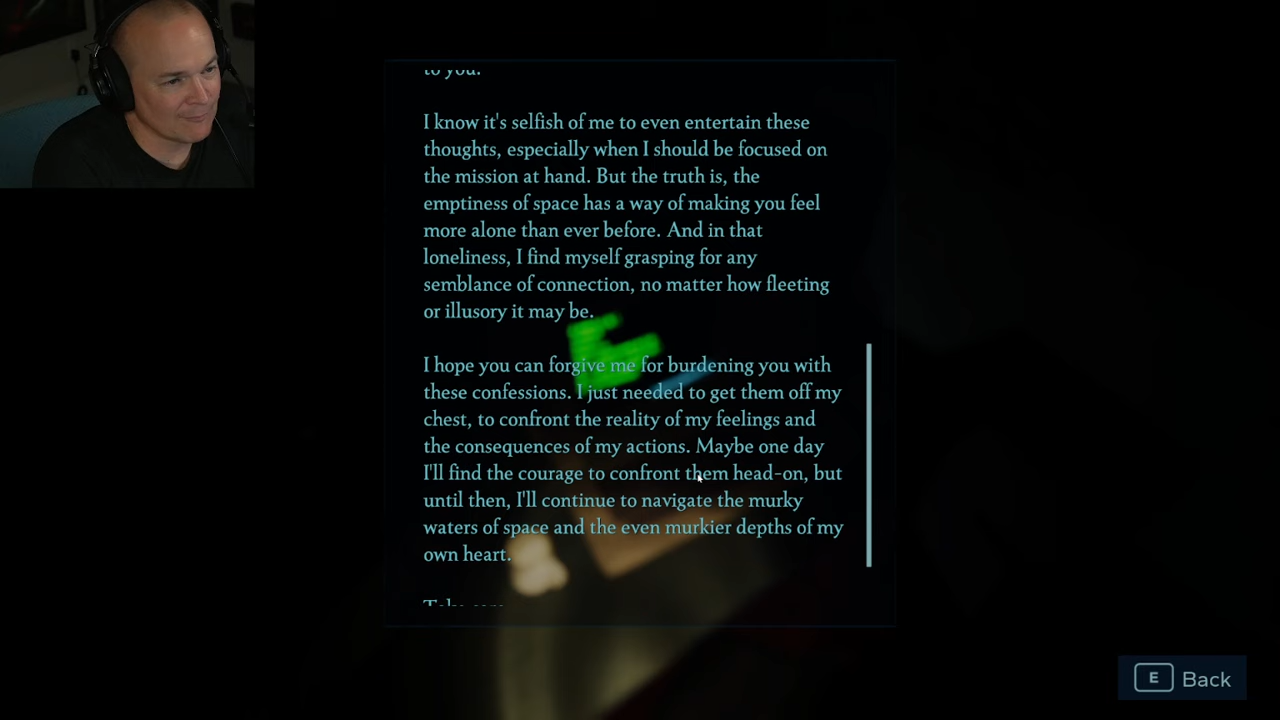 to you.
I know it's selfish of me to even entertain these
thoughts, especially when I should be focused on
the mission at hand. But the truth is, the
emptiness of space has a way of making you feel
more alone than ever before. And in that
loneliness, I find myself grasping for any
semblance of connection, no matter how fleeting
or illusory it may be.
I hope you can forgive me for burdening you with
these confessions. I just needed to get them off my
chest, to confront the reality of my feelings and
the consequences of my actions. Maybe one day
I'll find the courage to confront them head-on, but
until then, I'll continue to navigate the murky
waters of space and the even murkier depths of my
own heart.
Take care
E Back